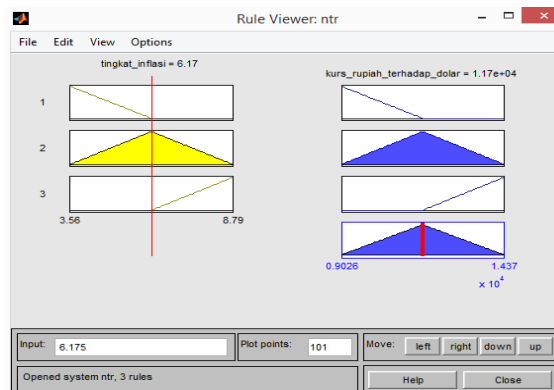 Rule Viewer: ntr
File Edit View Options
tingkat_inflasi = 6.17
kurs_rupiah_terhadap_dolar = 1.17e+04
1
2
3
3.56 8.79
0.9026 1.437
x 10^4
Input: 6.175 Plot points: 101 Move: left right down up
Opened system ntr, 3 rules Help Close